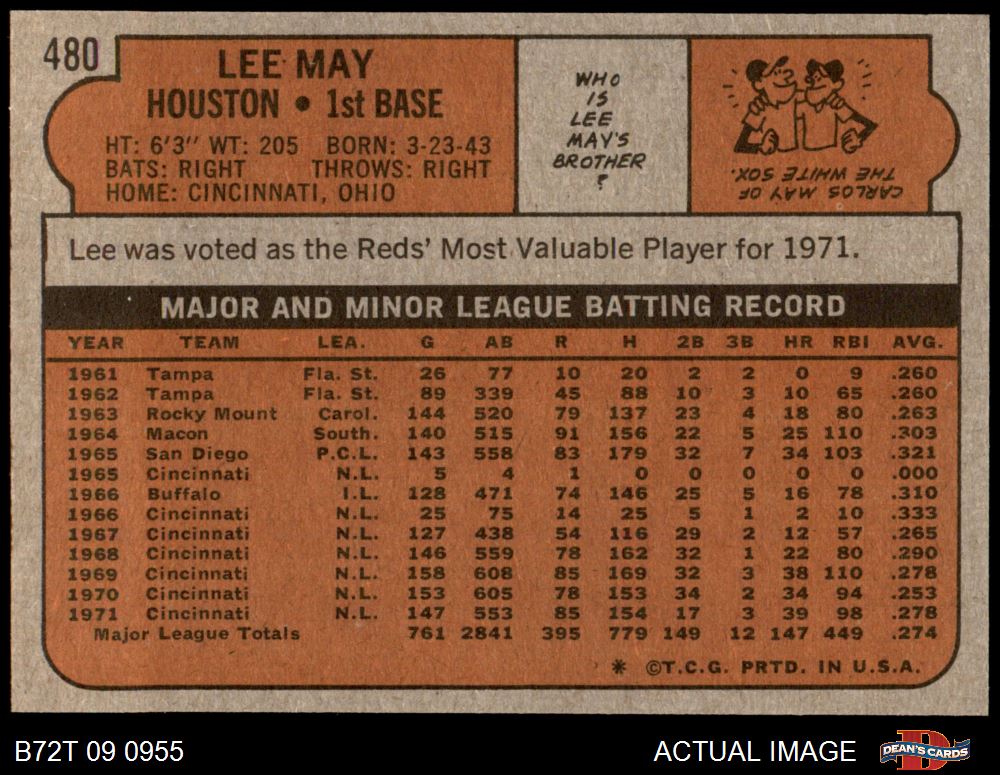 480
LEE MAY
HOUSTON • 1st BASE
HT: 6'3" WT: 205 BORN: 3-23-43
BATS: RIGHT THROWS: RIGHT
HOME: CINCINNATI, OHIO
WHO
IS
LEE
MAY'S
BROTHER
?
CARLOS MAY OF
THE WHITE SOX.
Lee was voted as the Reds' Most Valuable Player for 1971.
MAJOR AND MINOR LEAGUE BATTING RECORD
YEAR TEAM LEA. G AB R H 2B 3B HR RBI AVG.
1961 Tampa Fla. St. 26 77 10 20 2 2 0 9 .260
1962 Tampa Fla. St. 89 339 45 88 10 3 10 65 .260
1963 Rocky Mount Carol. 144 520 79 137 23 4 18 80 .263
1964 Macon South. 140 515 91 156 22 5 25 110 .303
1965 San Diego P.C.L. 143 558 83 179 32 7 34 103 .321
1965 Cincinnati N.L. 5 4 1 0 0 0 0 0 .000
1966 Buffalo I.L. 128 471 74 146 25 5 16 78 .310
1966 Cincinnati N.L. 25 75 14 25 5 1 2 10 .333
1967 Cincinnati N.L. 127 438 54 116 29 2 12 57 .265
1968 Cincinnati N.L. 146 559 78 162 32 1 22 80 .290
1969 Cincinnati N.L. 158 608 85 169 32 3 38 110 .278
1970 Cincinnati N.L. 153 605 78 153 34 2 34 94 .253
1971 Cincinnati N.L. 147 553 85 154 17 3 39 98 .278
Major League Totals 761 2841 395 779 149 12 147 449 .274
* ©T.C.G. PRTD. IN U.S.A.
B72T 09 0955
ACTUAL IMAGE
DEAN'S CARDS